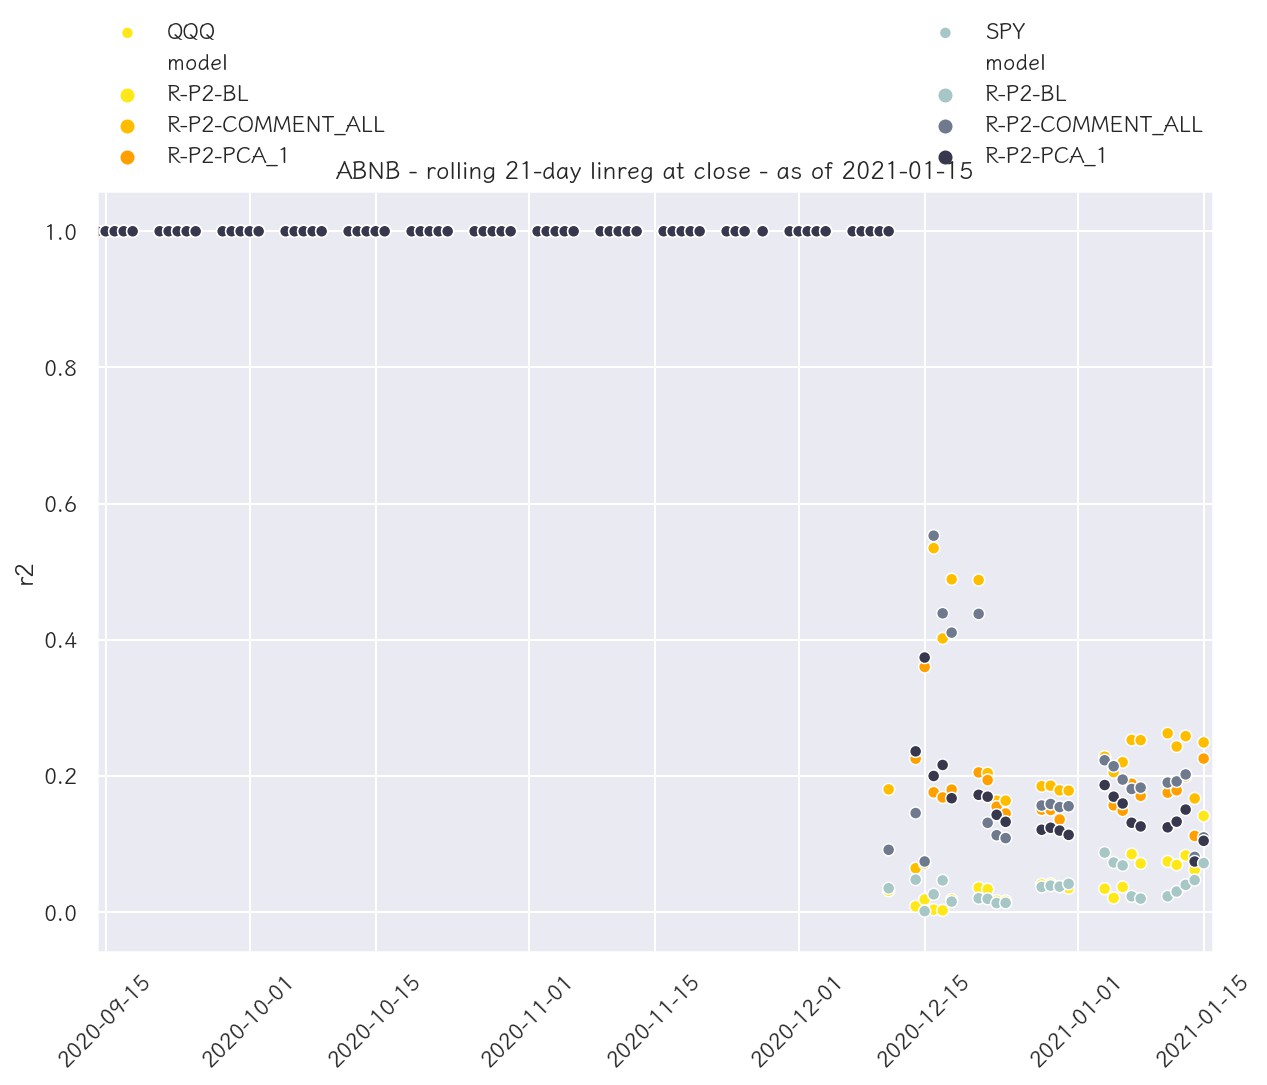 QQQ
model
R-P2-BL
R-P2-COMMENT_ALL
R-P2-PCA_1
SPY
model
R-P2-BL
R-P2-COMMENT_ALL
R-P2-PCA_1
ABNB - rolling 21-day linreg at close - as of 2021-01-15
1.0
0.8
0.6
0.4
0.2
0.0
r2
2020-09-15
2020-10-01
2020-10-15
2020-11-01
2020-11-15
2020-12-01
2020-12-15
2021-01-01
2021-01-15